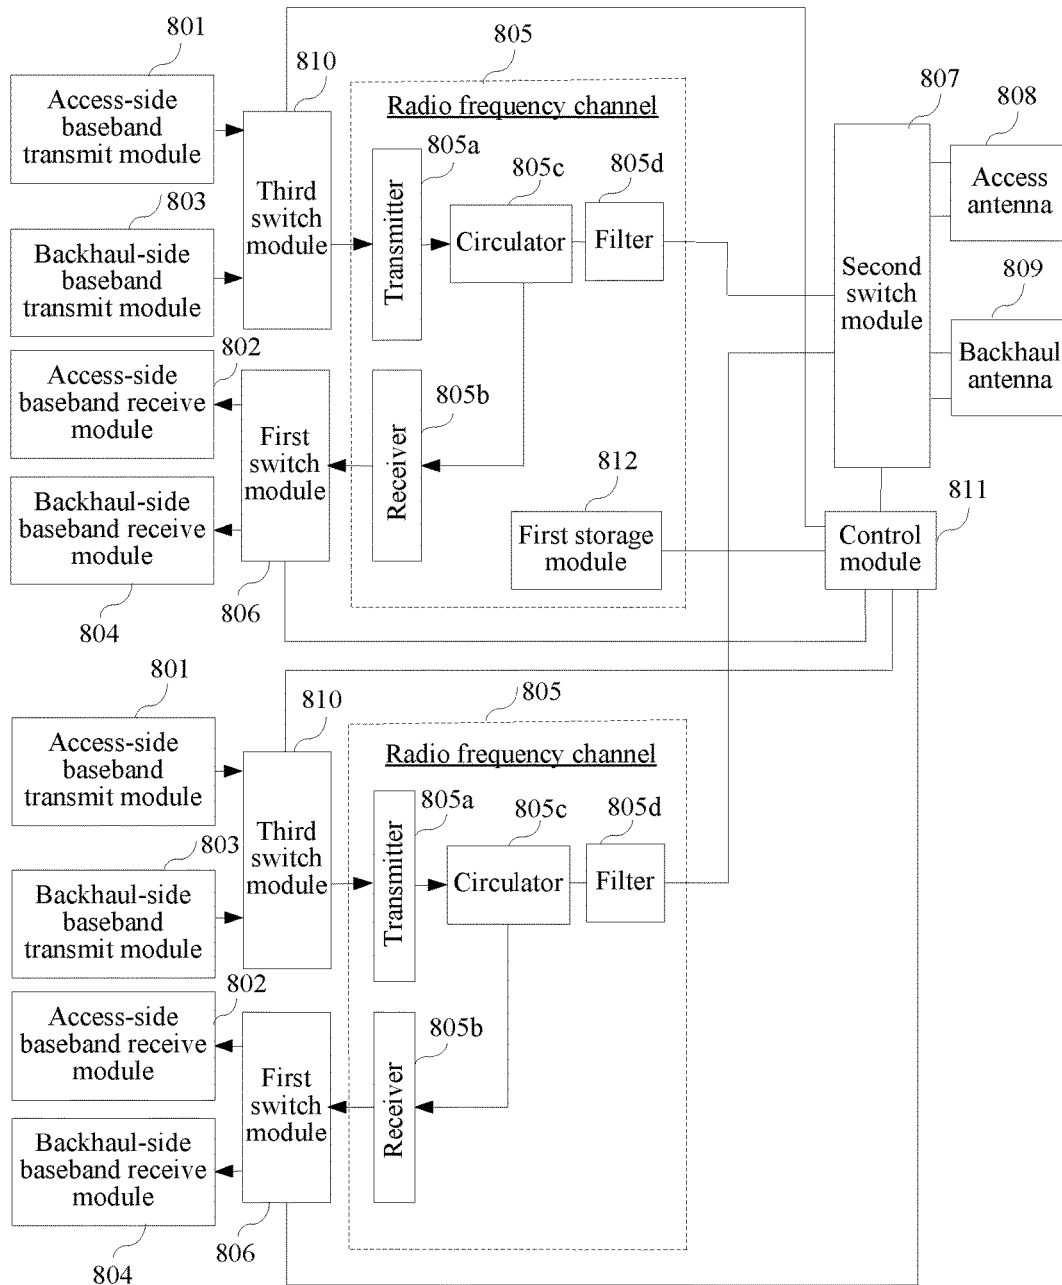 801
Access-side
baseband
transmit module
803
Backhaul-side
baseband
transmit module
802
Access-side
baseband receive
module
Backhaul-side
baseband receive
module
804
810
Third
switch
module
First
switch
module
806
805
Radio frequency channel
805a
Transmitter
805c
Circulator
805d
Filter
Receiver
805b
812
First storage
module
807
Second
switch
module
808
Access
antenna
809
Backhaul
antenna
811
Control
module
801
Access-side
baseband
transmit module
803
Backhaul-side
baseband
transmit module
802
Access-side
baseband receive
module
Backhaul-side
baseband receive
module
804
810
Third
switch
module
First
switch
module
806
805
Radio frequency channel
805a
Transmitter
805c
Circulator
805d
Filter
Receiver
805b